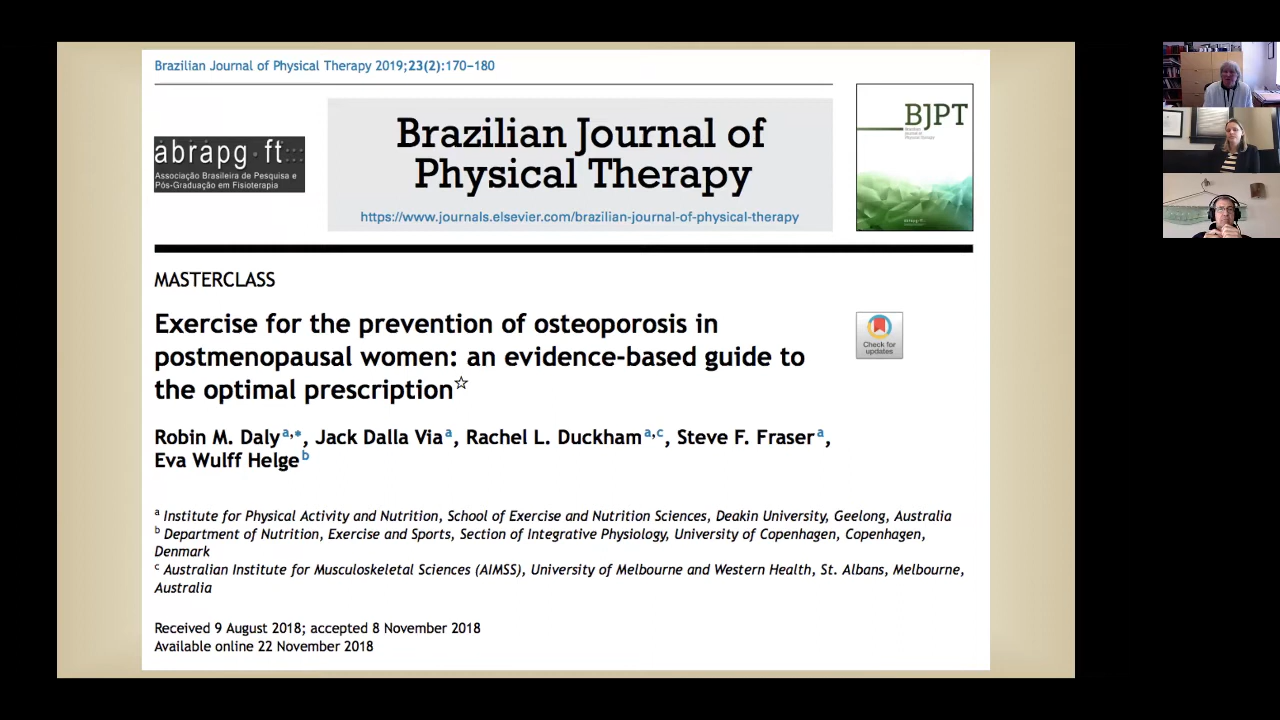 Brazilian Journal of Physical Therapy 2019;23(2):170–180
abrapg·ft
Associação Brasileira de Pesquisa e
Pós-Graduação em Fisioterapia
Brazilian Journal of
Physical Therapy
https://www.journals.elsevier.com/brazilian-journal-of-physical-therapy
BJPT
MASTERCLASS
Exercise for the prevention of osteoporosis in
postmenopausal women: an evidence-based guide to
the optimal prescription☆
Check for
updates
Robin M. Daly a,*, Jack Dalla Via a, Rachel L. Duckham a,c, Steve F. Fraser a,
Eva Wulff Helge b
a Institute for Physical Activity and Nutrition, School of Exercise and Nutrition Sciences, Deakin University, Geelong, Australia
b Department of Nutrition, Exercise and Sports, Section of Integrative Physiology, University of Copenhagen, Copenhagen,
Denmark
c Australian Institute for Musculoskeletal Sciences (AIMSS), University of Melbourne and Western Health, St. Albans, Melbourne,
Australia
Received 9 August 2018; accepted 8 November 2018
Available online 22 November 2018